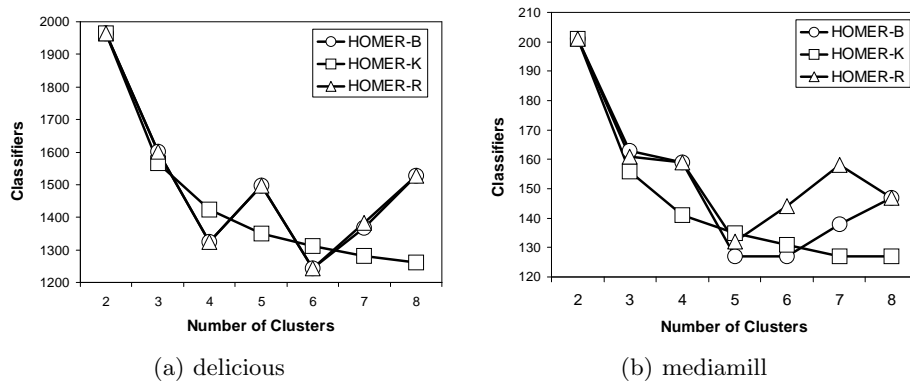 2000
1900
1800
1700
1600
1500
1400
1300
1200
Classifiers
2 3 4 5 6 7 8
Number of Clusters
HOMER-B
HOMER-K
HOMER-R
(a) delicious
210
200
190
180
170
160
150
140
130
120
Classifiers
2 3 4 5 6 7 8
Number of Clusters
HOMER-B
HOMER-K
HOMER-R
(b) mediamill